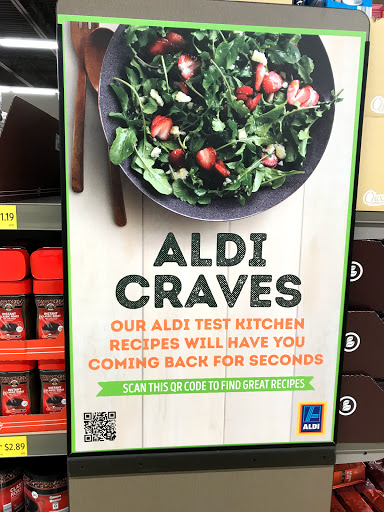 ALDI
CRAVES
OUR ALDI TEST KITCHEN
RECIPES WILL HAVE YOU
COMING BACK FOR SECONDS
SCAN THIS QR CODE TO FIND GREAT RECIPES
ALDI
1.19
$2.89